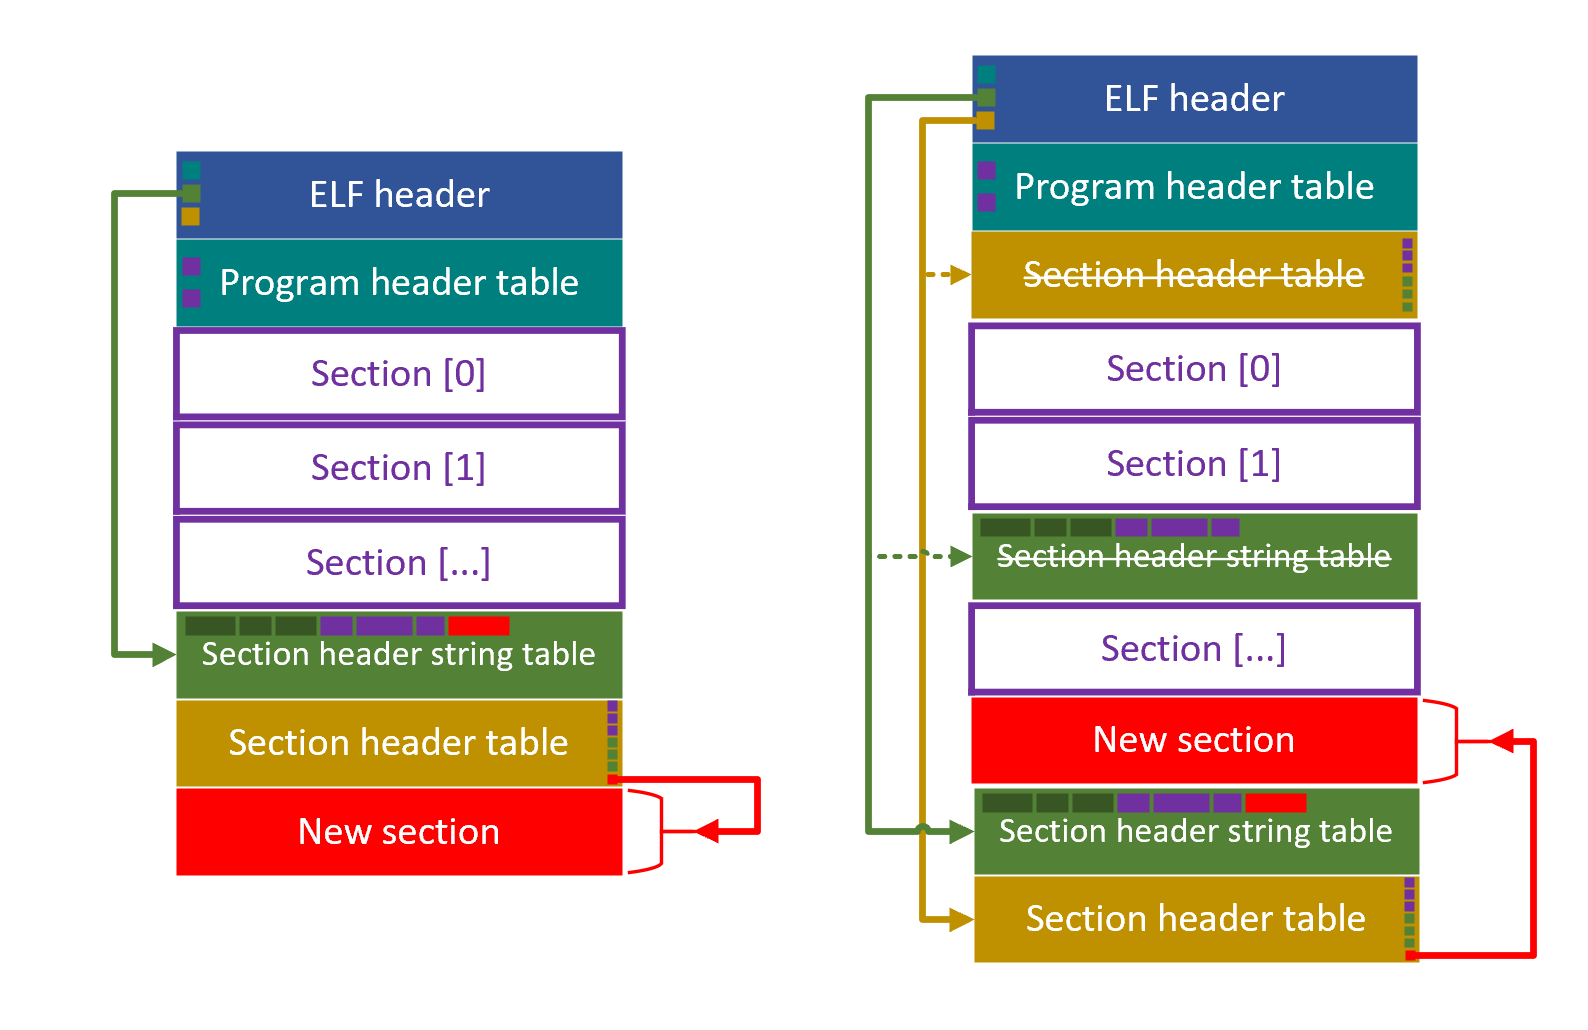 ELF header
Program header table
Section [0]
Section [1]
Section [...]
Section header string table
Section header table
New section
ELF header
Program header table
Section header table
Section [0]
Section [1]
Section header string table
Section [...]
New section
Section header string table
Section header table